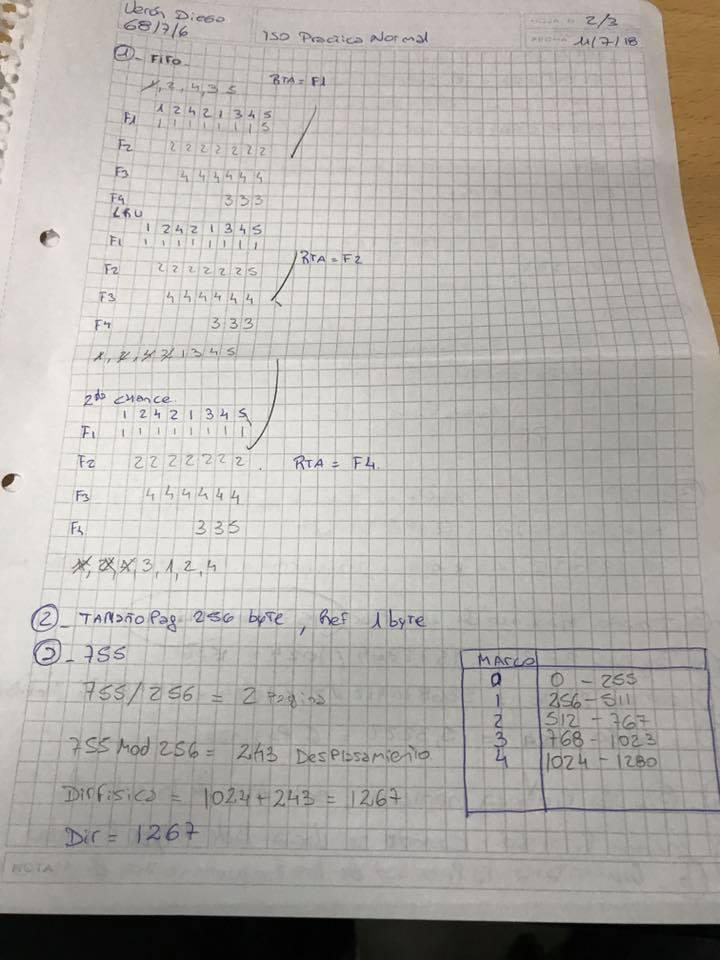 Verón Diego
68171/6
ISO Practica Normal
HOJA Nº 2/3
FECHA 11/7/18
1 - FIFO
1, 2, 4, 3 5
RTA = F1
1 2 4 2 1 3 4 5
F1 1 1 1 1 1 1 1 5
F2 2 2 2 2 2 2 2
F3 4 4 4 4 4 4
F4 3 3 3
LRU
1 2 4 2 1 3 4 5
F1 1 1 1 1 1 1 1 1
F2 2 2 2 2 2 2 5
RTA = F2
F3 4 4 4 4 4 4
F4 3 3 3
1, 2, 4 2, 1 3 4 5
2da chance
1 2 4 2 1 3 4 5
F1 1 1 1 1 1 1 1 1
F2 2 2 2 2 2 2 2 .
RTA = F4.
F3 4 4 4 4 4 4
F4 3 3 5
1, 2, 4, 3, 1, 2, 4
2 - TAMAÑO Pag 256 byte, Ref 1 byte
a - 755
755/256 = 2 Pagina
755 Mod 256 = 243 Desplasamiento
Dirfisica = 1024 + 243 = 1267
Dir = 1267
MARCO
0 0 - 255
1 256 - 511
2 512 - 767
3 768 - 1023
4 1024 - 1280
NOTA